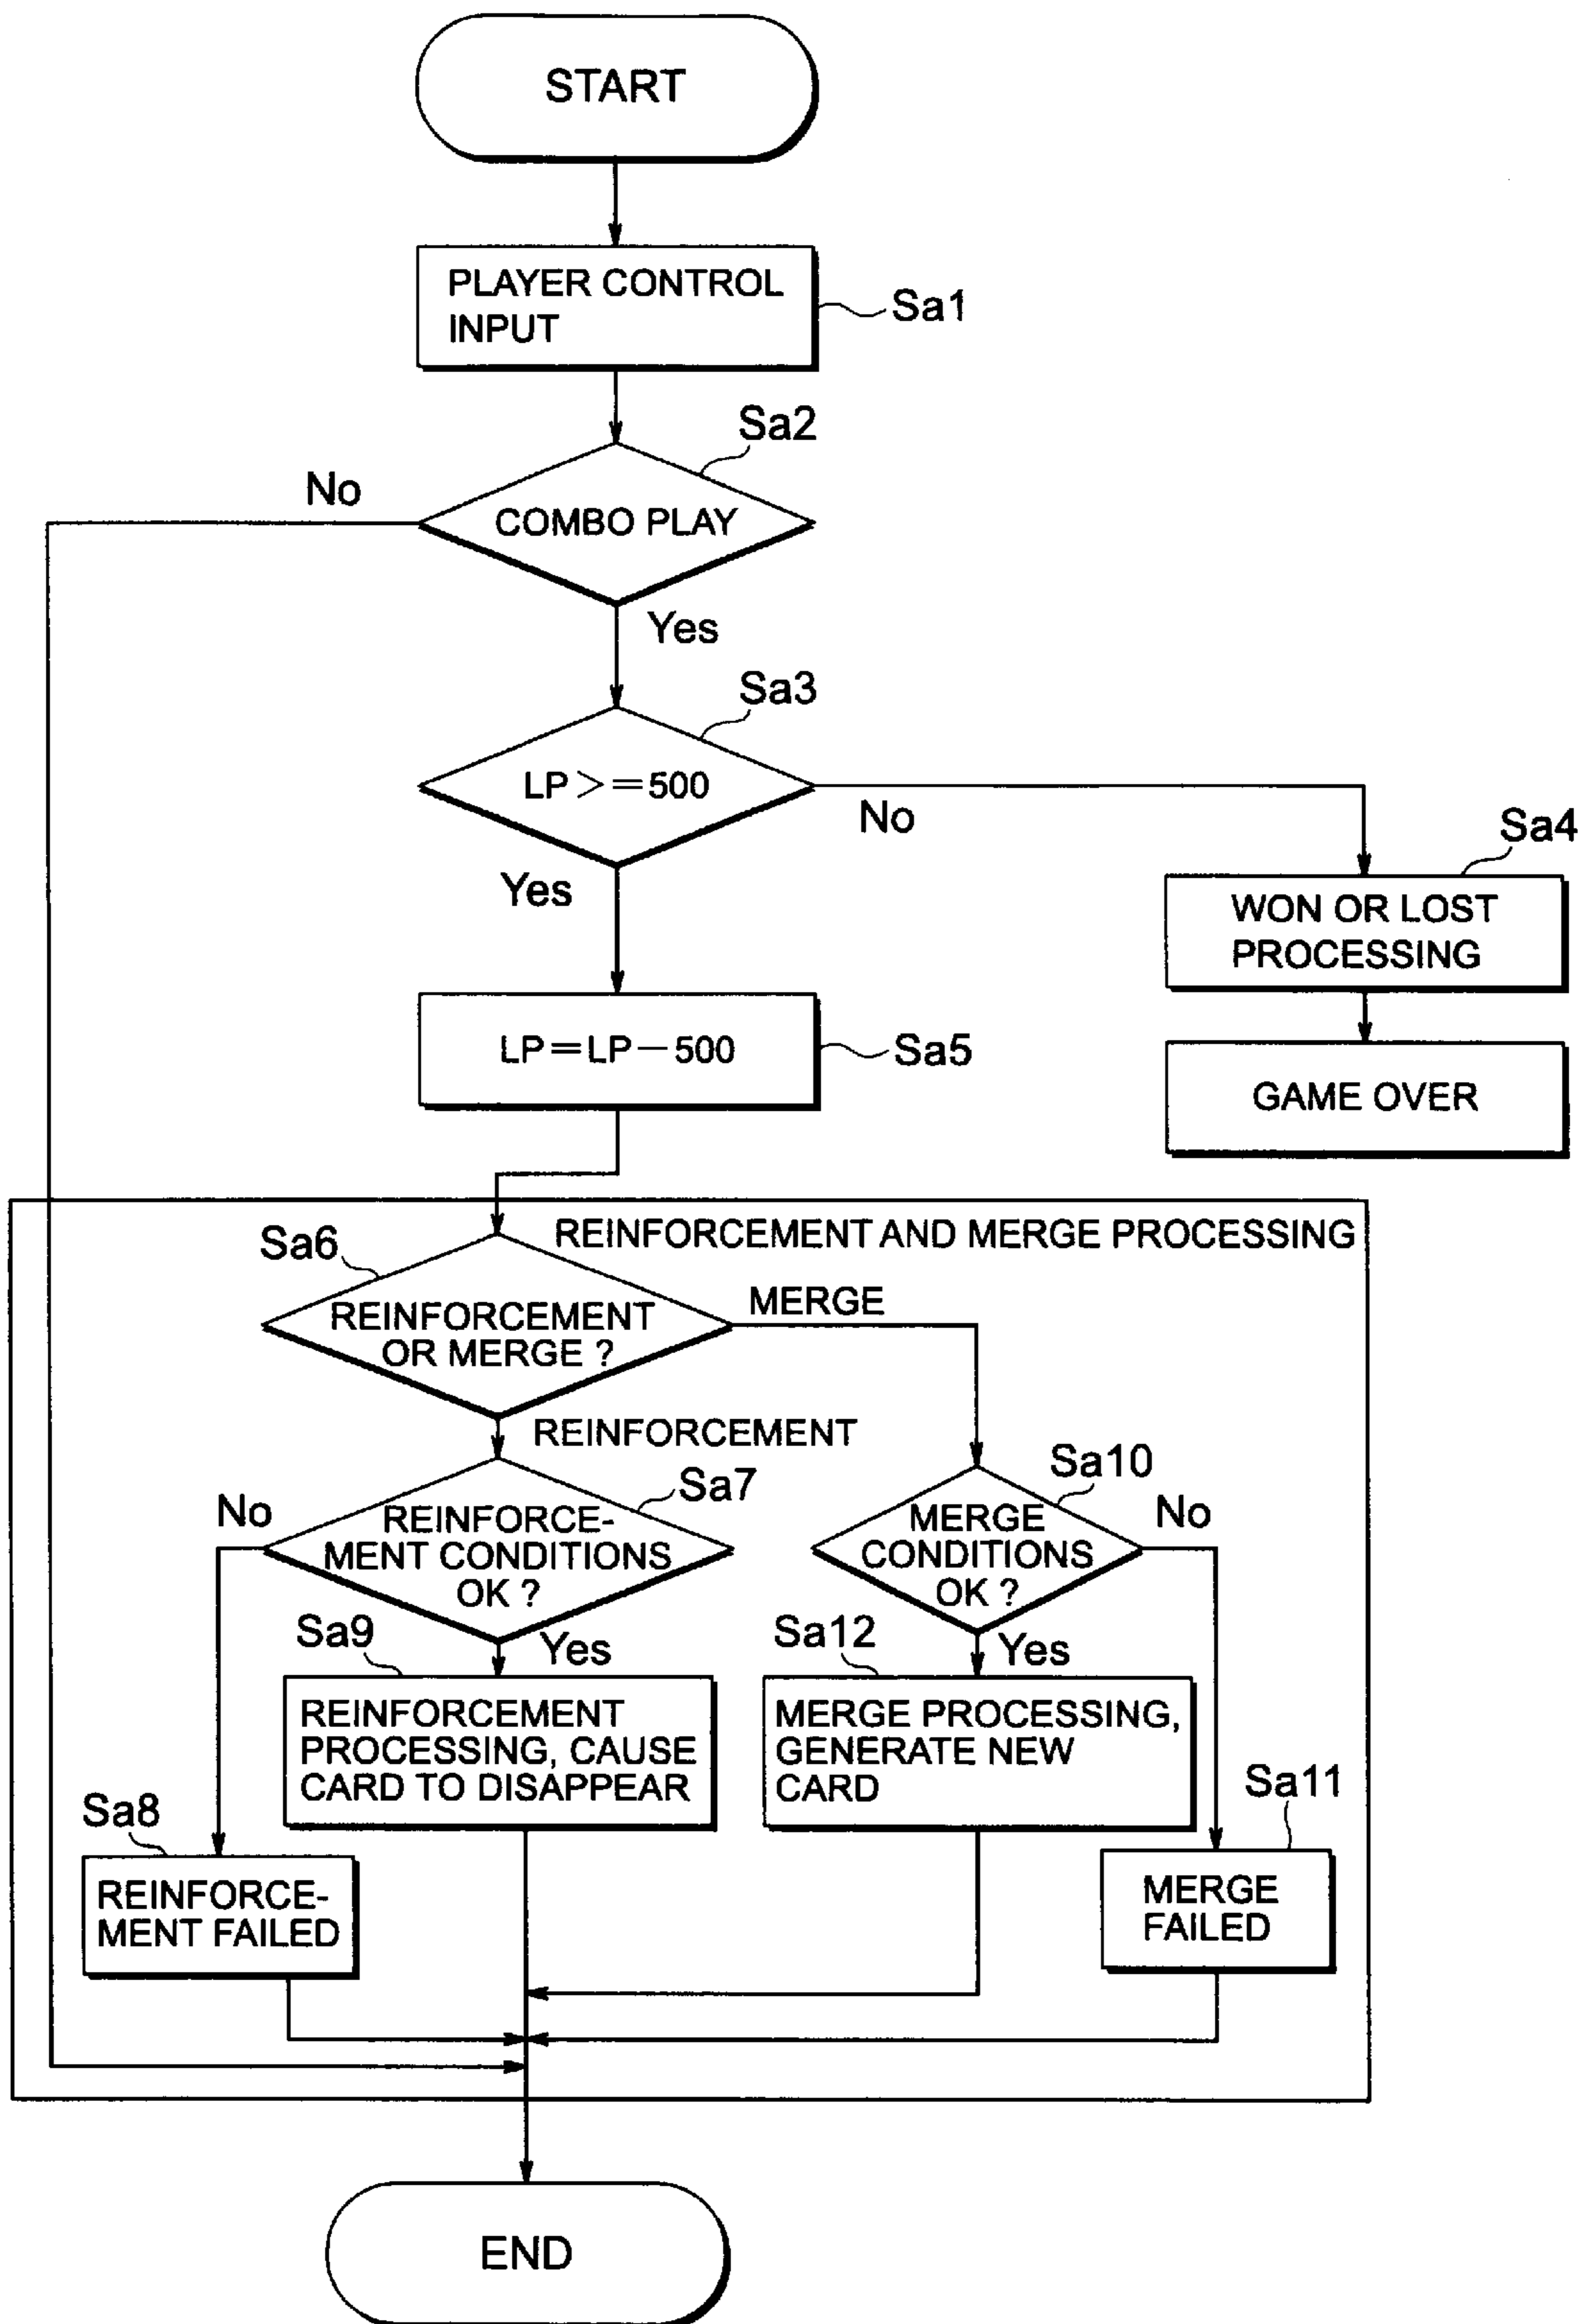 START
PLAYER CONTROL
INPUT
Sa1
Sa2
No
COMBO PLAY
Yes
Sa3
LP>=500
No
Yes
Sa4
WON OR LOST
PROCESSING
LP=LP-500
Sa5
GAME OVER
REINFORCEMENT AND MERGE PROCESSING
Sa6
REINFORCEMENT
OR MERGE ?
MERGE
REINFORCEMENT
Sa7
No
REINFORCE-
MENT CONDITIONS
OK ?
Sa10
MERGE
CONDITIONS
OK ?
No
Sa9
Yes
Sa12
Yes
REINFORCEMENT
PROCESSING, CAUSE
CARD TO DISAPPEAR
MERGE PROCESSING,
GENERATE NEW
CARD
Sa8
REINFORCE-
MENT FAILED
Sa11
MERGE
FAILED
END